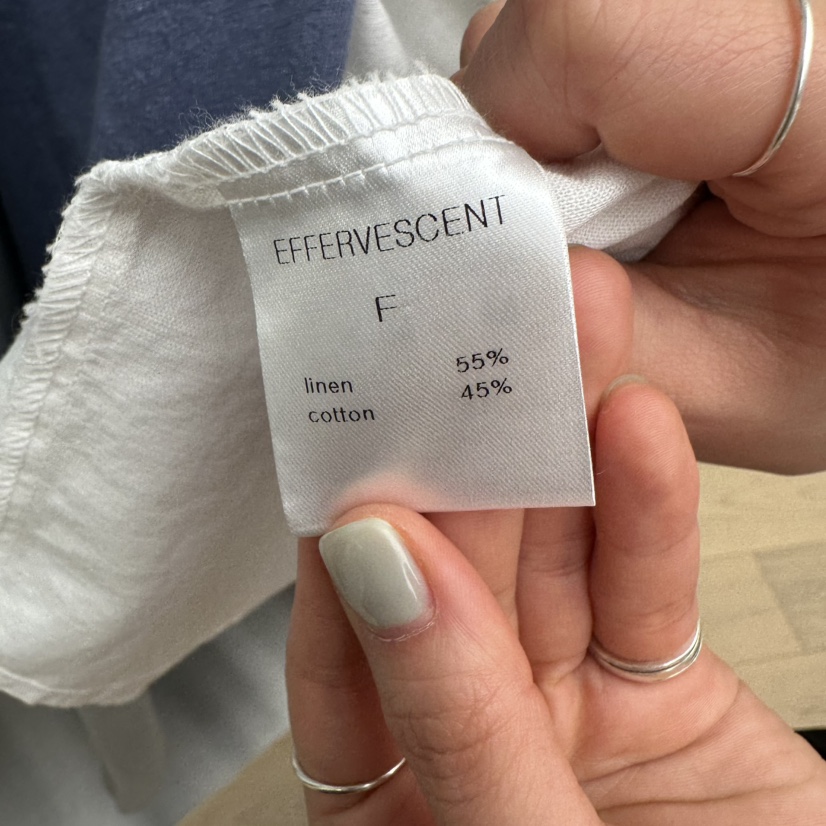 EFFERVESCENT
F
linen 55%
cotton 45%